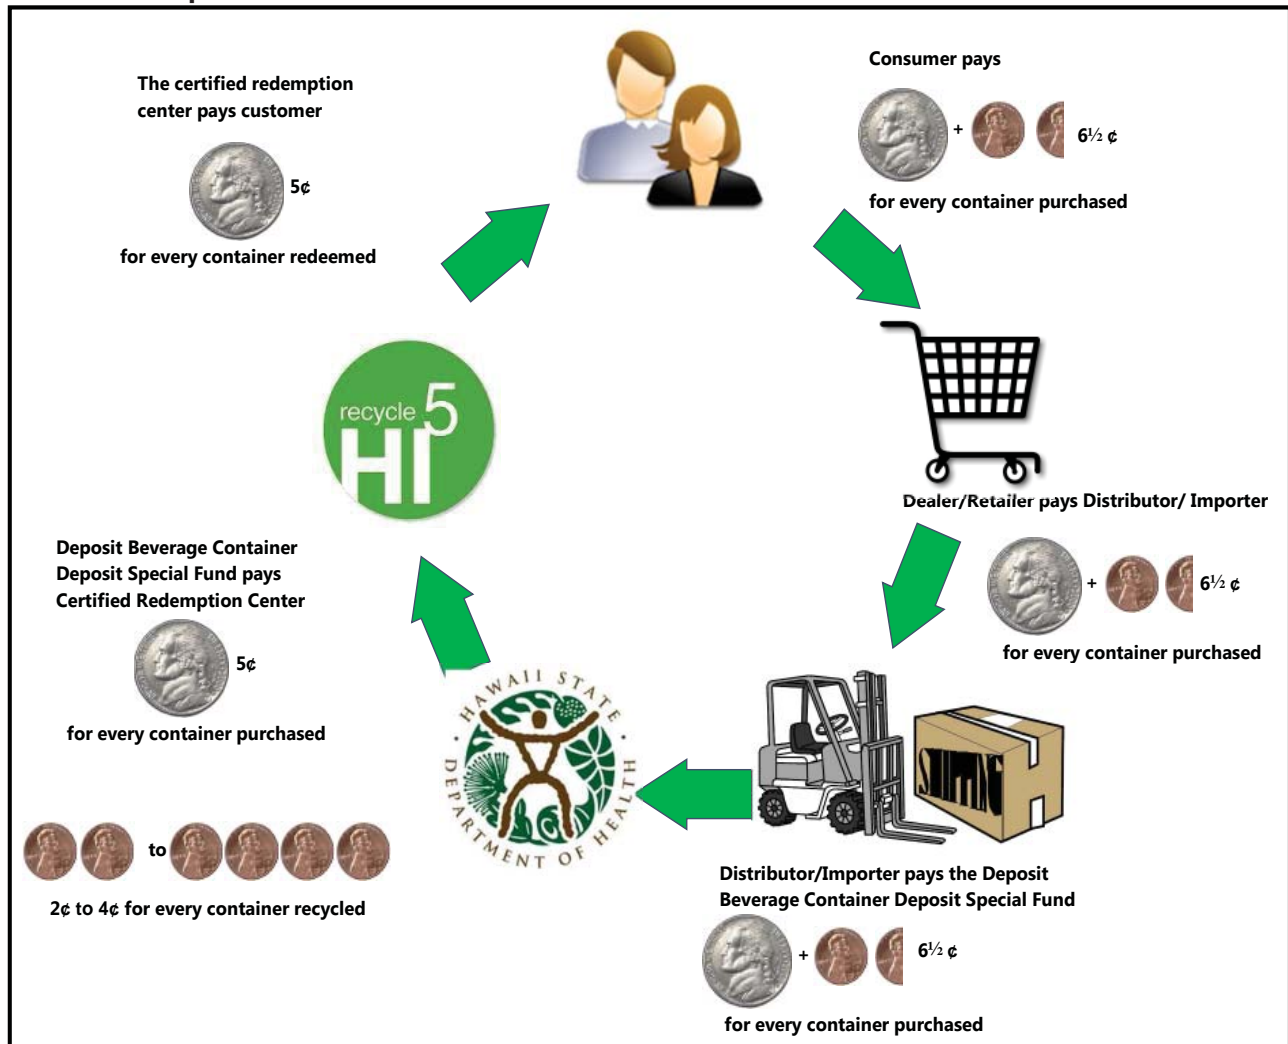 The certified redemption
center pays customer
5¢
for every container redeemed
Consumer pays
+
6½ ¢
for every container purchased
recycle 5
HI
Dealer/Retailer pays Distributor/ Importer
+
6½ ¢
for every container purchased
Deposit Beverage Container
Deposit Special Fund pays
Certified Redemption Center
5¢
for every container purchased
to
2¢ to 4¢ for every container recycled
· HAWAII STATE ·
DEPARTMENT OF HEALTH
SHIPPING
Distributor/Importer pays the Deposit
Beverage Container Deposit Special Fund
+
6½ ¢
for every container purchased